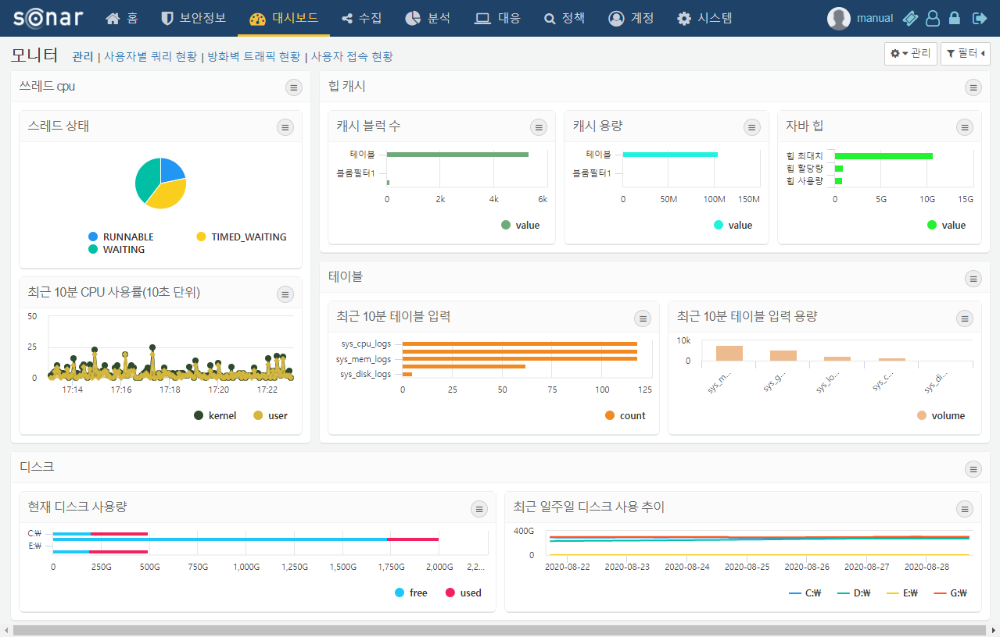 sonar 홈 보안정보 대시보드 수집 분석 대응 정책 계정 시스템 manual
모니터 관리 | 사용자별 쿼리 현황 | 방화벽 트래픽 현황 | 사용자 접속 현황 관리 필터
쓰레드 cpu
스레드 상태
RUNNABLE TIMED_WAITING
WAITING
최근 10분 CPU 사용률(10초 단위)
50
25
0
17:14 17:16 17:18 17:20 17:22
kernel user
힙 캐시
캐시 블럭 수
테이블
블룸필터1
0 2k 4k 6k
value
캐시 용량
테이블
블룸필터1
0 50M 100M 150M
value
자바 힙
힙 최대치
힙 할당량
힙 사용량
0 5G 10G 15G
value
테이블
최근 10분 테이블 입력
sys_cpu_logs
sys_mem_logs
sys_disk_logs
0 25 50 75 100 125
count
최근 10분 테이블 입력 용량
10k
0
sys_m... sys_g... sys_lo... sys_c... sys_di...
volume
디스크
현재 디스크 사용량
C:₩
E:₩
0 250G 500G 750G 1,000G 1,250G 1,500G 1,750G 2,000G 2,2...
free used
최근 일주일 디스크 사용 추이
400G
0
2020-08-22 2020-08-23 2020-08-24 2020-08-25 2020-08-26 2020-08-27 2020-08-28
C:₩ D:₩ E:₩ G:₩